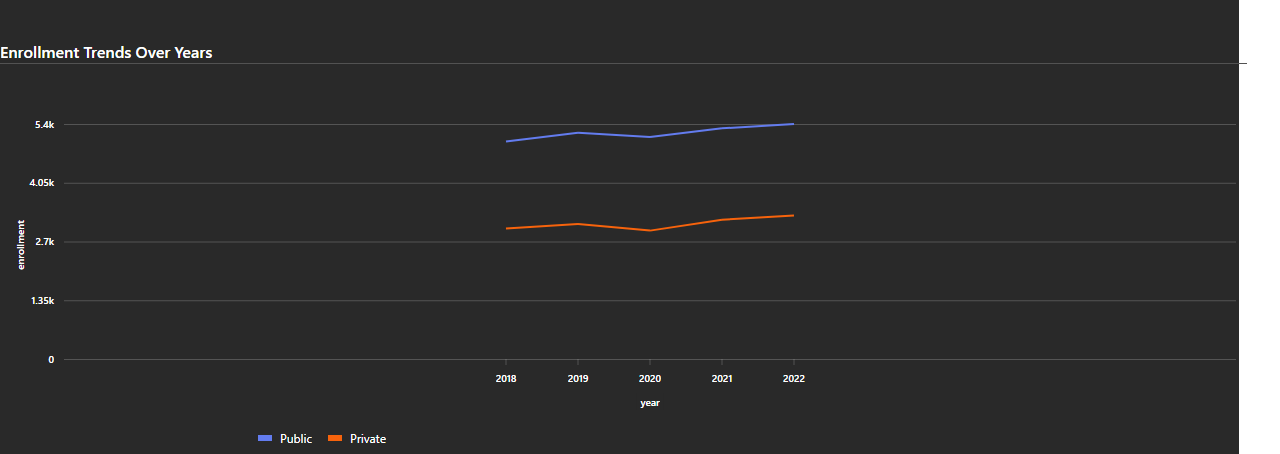 Enrollment Trends Over Years
5.4k
4.05k
2.7k
1.35k
0
enrollment
2018 2019 2020 2021 2022
year
Public Private